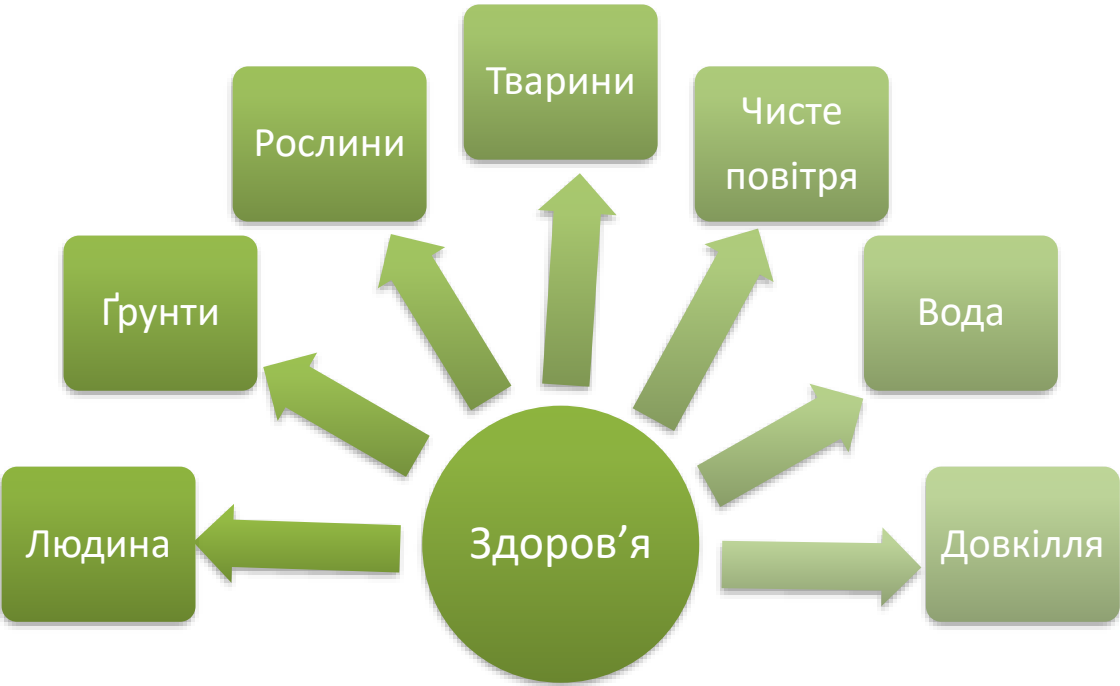 Тварини
Рослини
Чисте
повітря
Ґрунти
Вода
Людина
Здоров’я
Довкілля